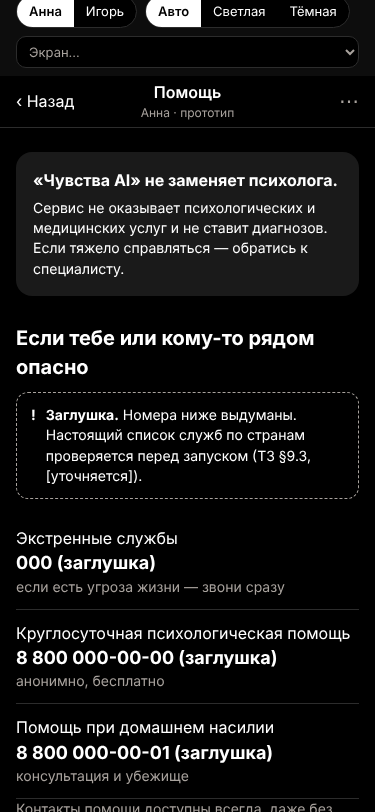 Анна Игорь Авто Светлая Тёмная
Экран...
‹ Назад
Помощь
Анна · прототип
...
«Чувства AI» не заменяет психолога.
Сервис не оказывает психологических и
медицинских услуг и не ставит диагнозов.
Если тяжело справляться — обратись к
специалисту.
Если тебе или кому-то рядом
опасно
! Заглушка. Номера ниже выдуманы.
Настоящий список служб по странам
проверяется перед запуском (ТЗ §9.3,
[уточняется]).
Экстренные службы
000 (заглушка)
если есть угроза жизни — звони сразу
Круглосуточная психологическая помощь
8 800 000-00-00 (заглушка)
анонимно, бесплатно
Помощь при домашнем насилии
8 800 000-00-01 (заглушка)
консультация и убежище
Контакты помощи доступны всегда, даже без